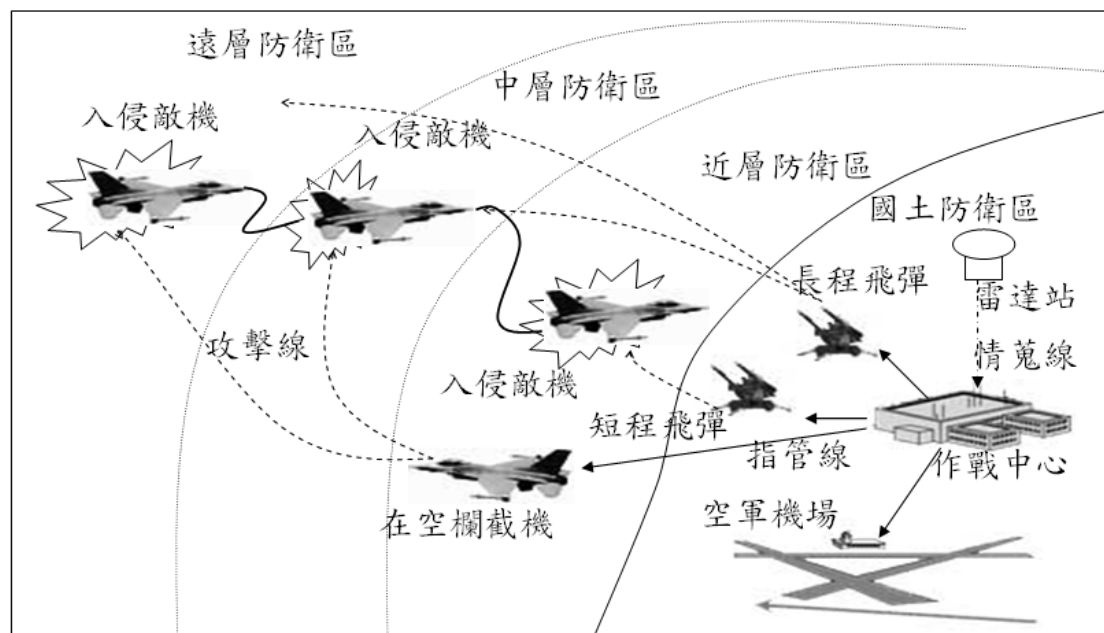 遠層防衛區
中層防衛區
入侵敵機
入侵敵機
近層防衛區
國土防衛區
長程飛彈
雷達站
攻擊線
情蒐線
入侵敵機
短程飛彈
指管線
作戰中心
在空欄截機
空軍機場